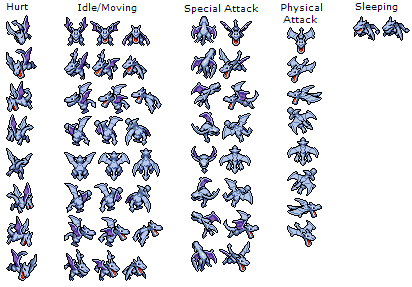 Hurt
Idle/Moving
Special Attack
Physical
Attack
Sleeping